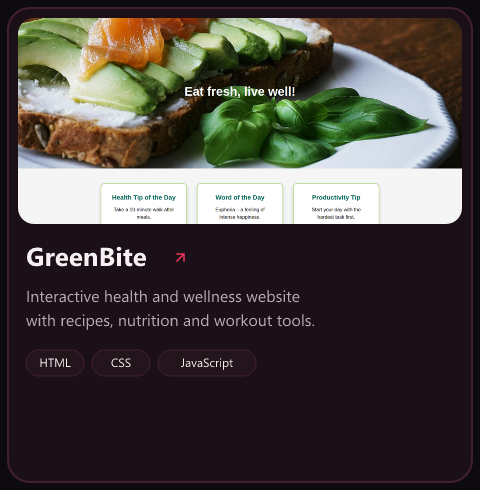 Eat fresh, live well!
Health Tip of the Day
Take a 10-minute walk after
meals.
Word of the Day
Euphoria – a feeling of
intense happiness.
Productivity Tip
Start your day with the
hardest task first.
GreenBite
Interactive health and wellness website
with recipes, nutrition and workout tools.
HTML
CSS
JavaScript